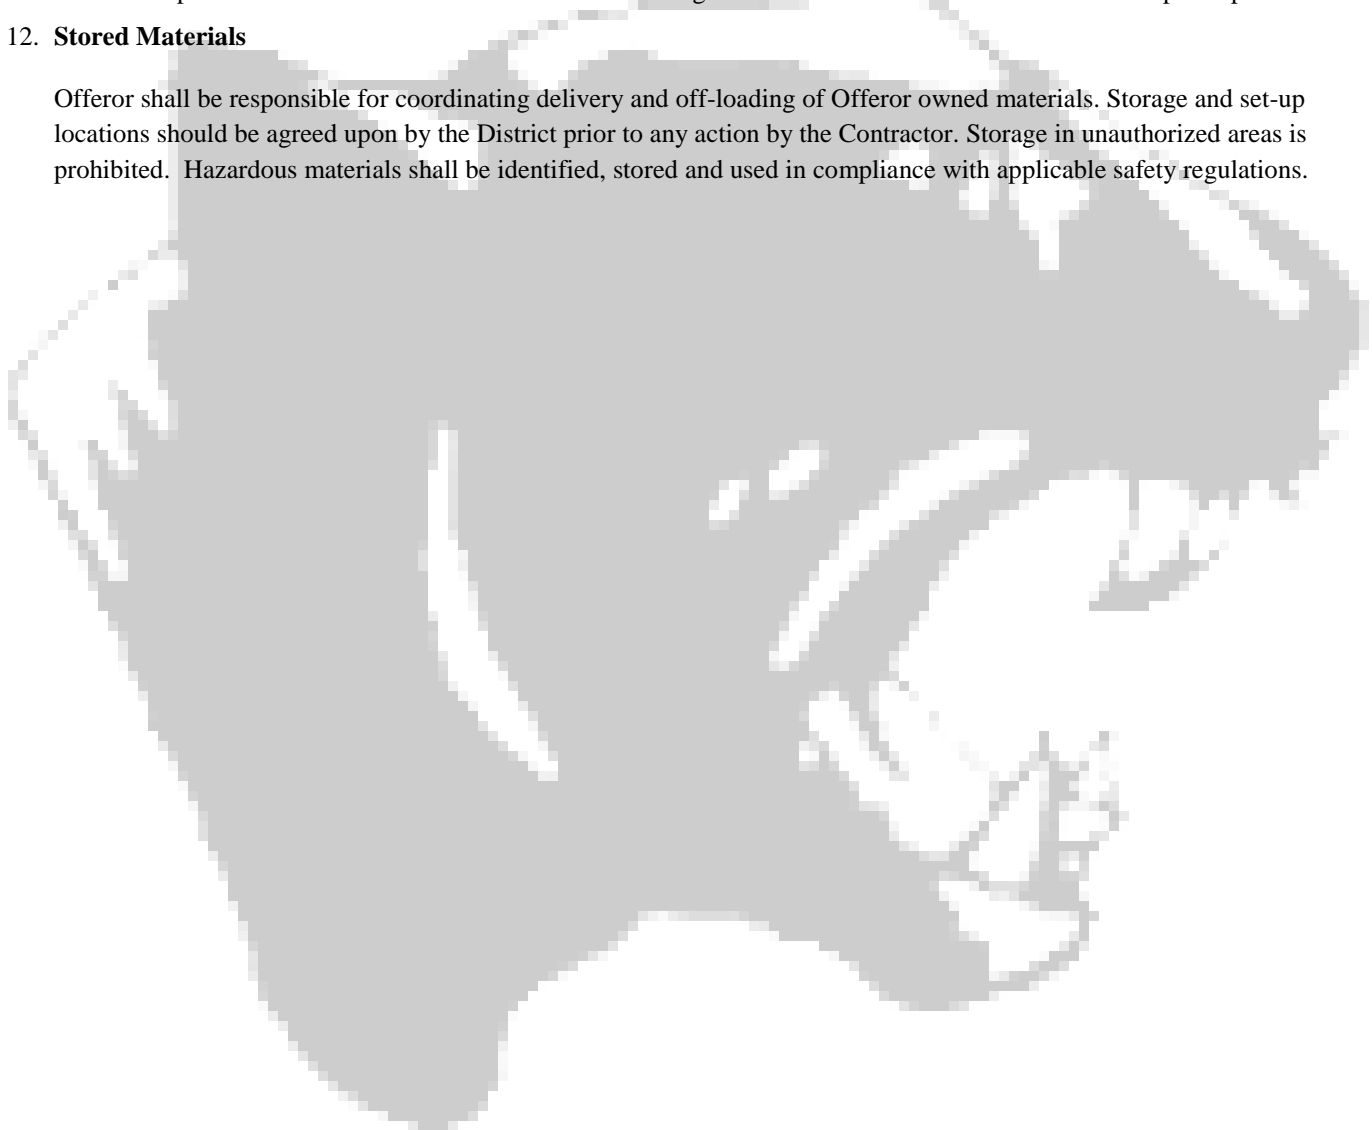 12. Stored Materials
Offeror shall be responsible for coordinating delivery and off-loading of Offeror owned materials. Storage and set-up
locations should be agreed upon by the District prior to any action by the Contractor. Storage in unauthorized areas is
prohibited.  Hazardous materials shall be identified, stored and used in compliance with applicable safety regulations.